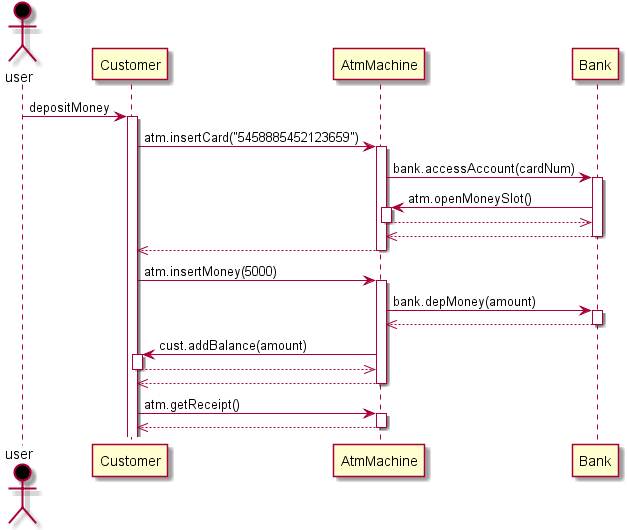 user
Customer
AtmMachine
Bank
depositMoney
atm.insertCard("5458885452123659")
bank.accessAccount(cardNum)
atm.openMoneySlot()
atm.insertMoney(5000)
bank.depMoney(amount)
cust.addBalance(amount)
atm.getReceipt()
user
Customer
AtmMachine
Bank